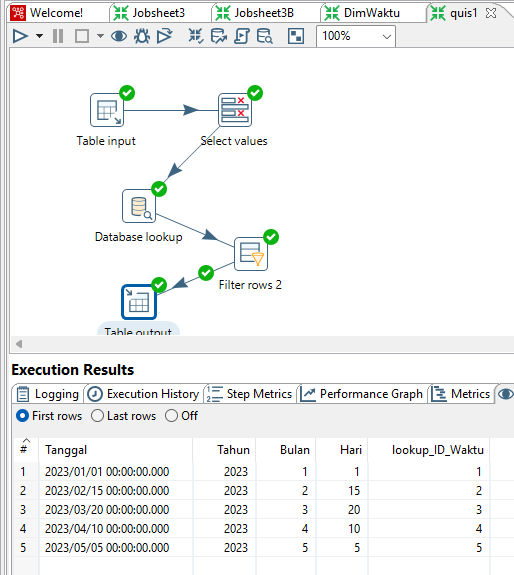 Welcome! Jobsheet3 Jobsheet3B DimWaktu quis1
100%
Table input
Select values
Database lookup
Filter rows 2
Table output
Execution Results
Logging Execution History Step Metrics Performance Graph Metrics
First rows Last rows Off
# Tanggal Tahun Bulan Hari lookup_ID_Waktu
1 2023/01/01 00:00:00.000 2023 1 1 1
2 2023/02/15 00:00:00.000 2023 2 15 2
3 2023/03/20 00:00:00.000 2023 3 20 3
4 2023/04/10 00:00:00.000 2023 4 10 4
5 2023/05/05 00:00:00.000 2023 5 5 5